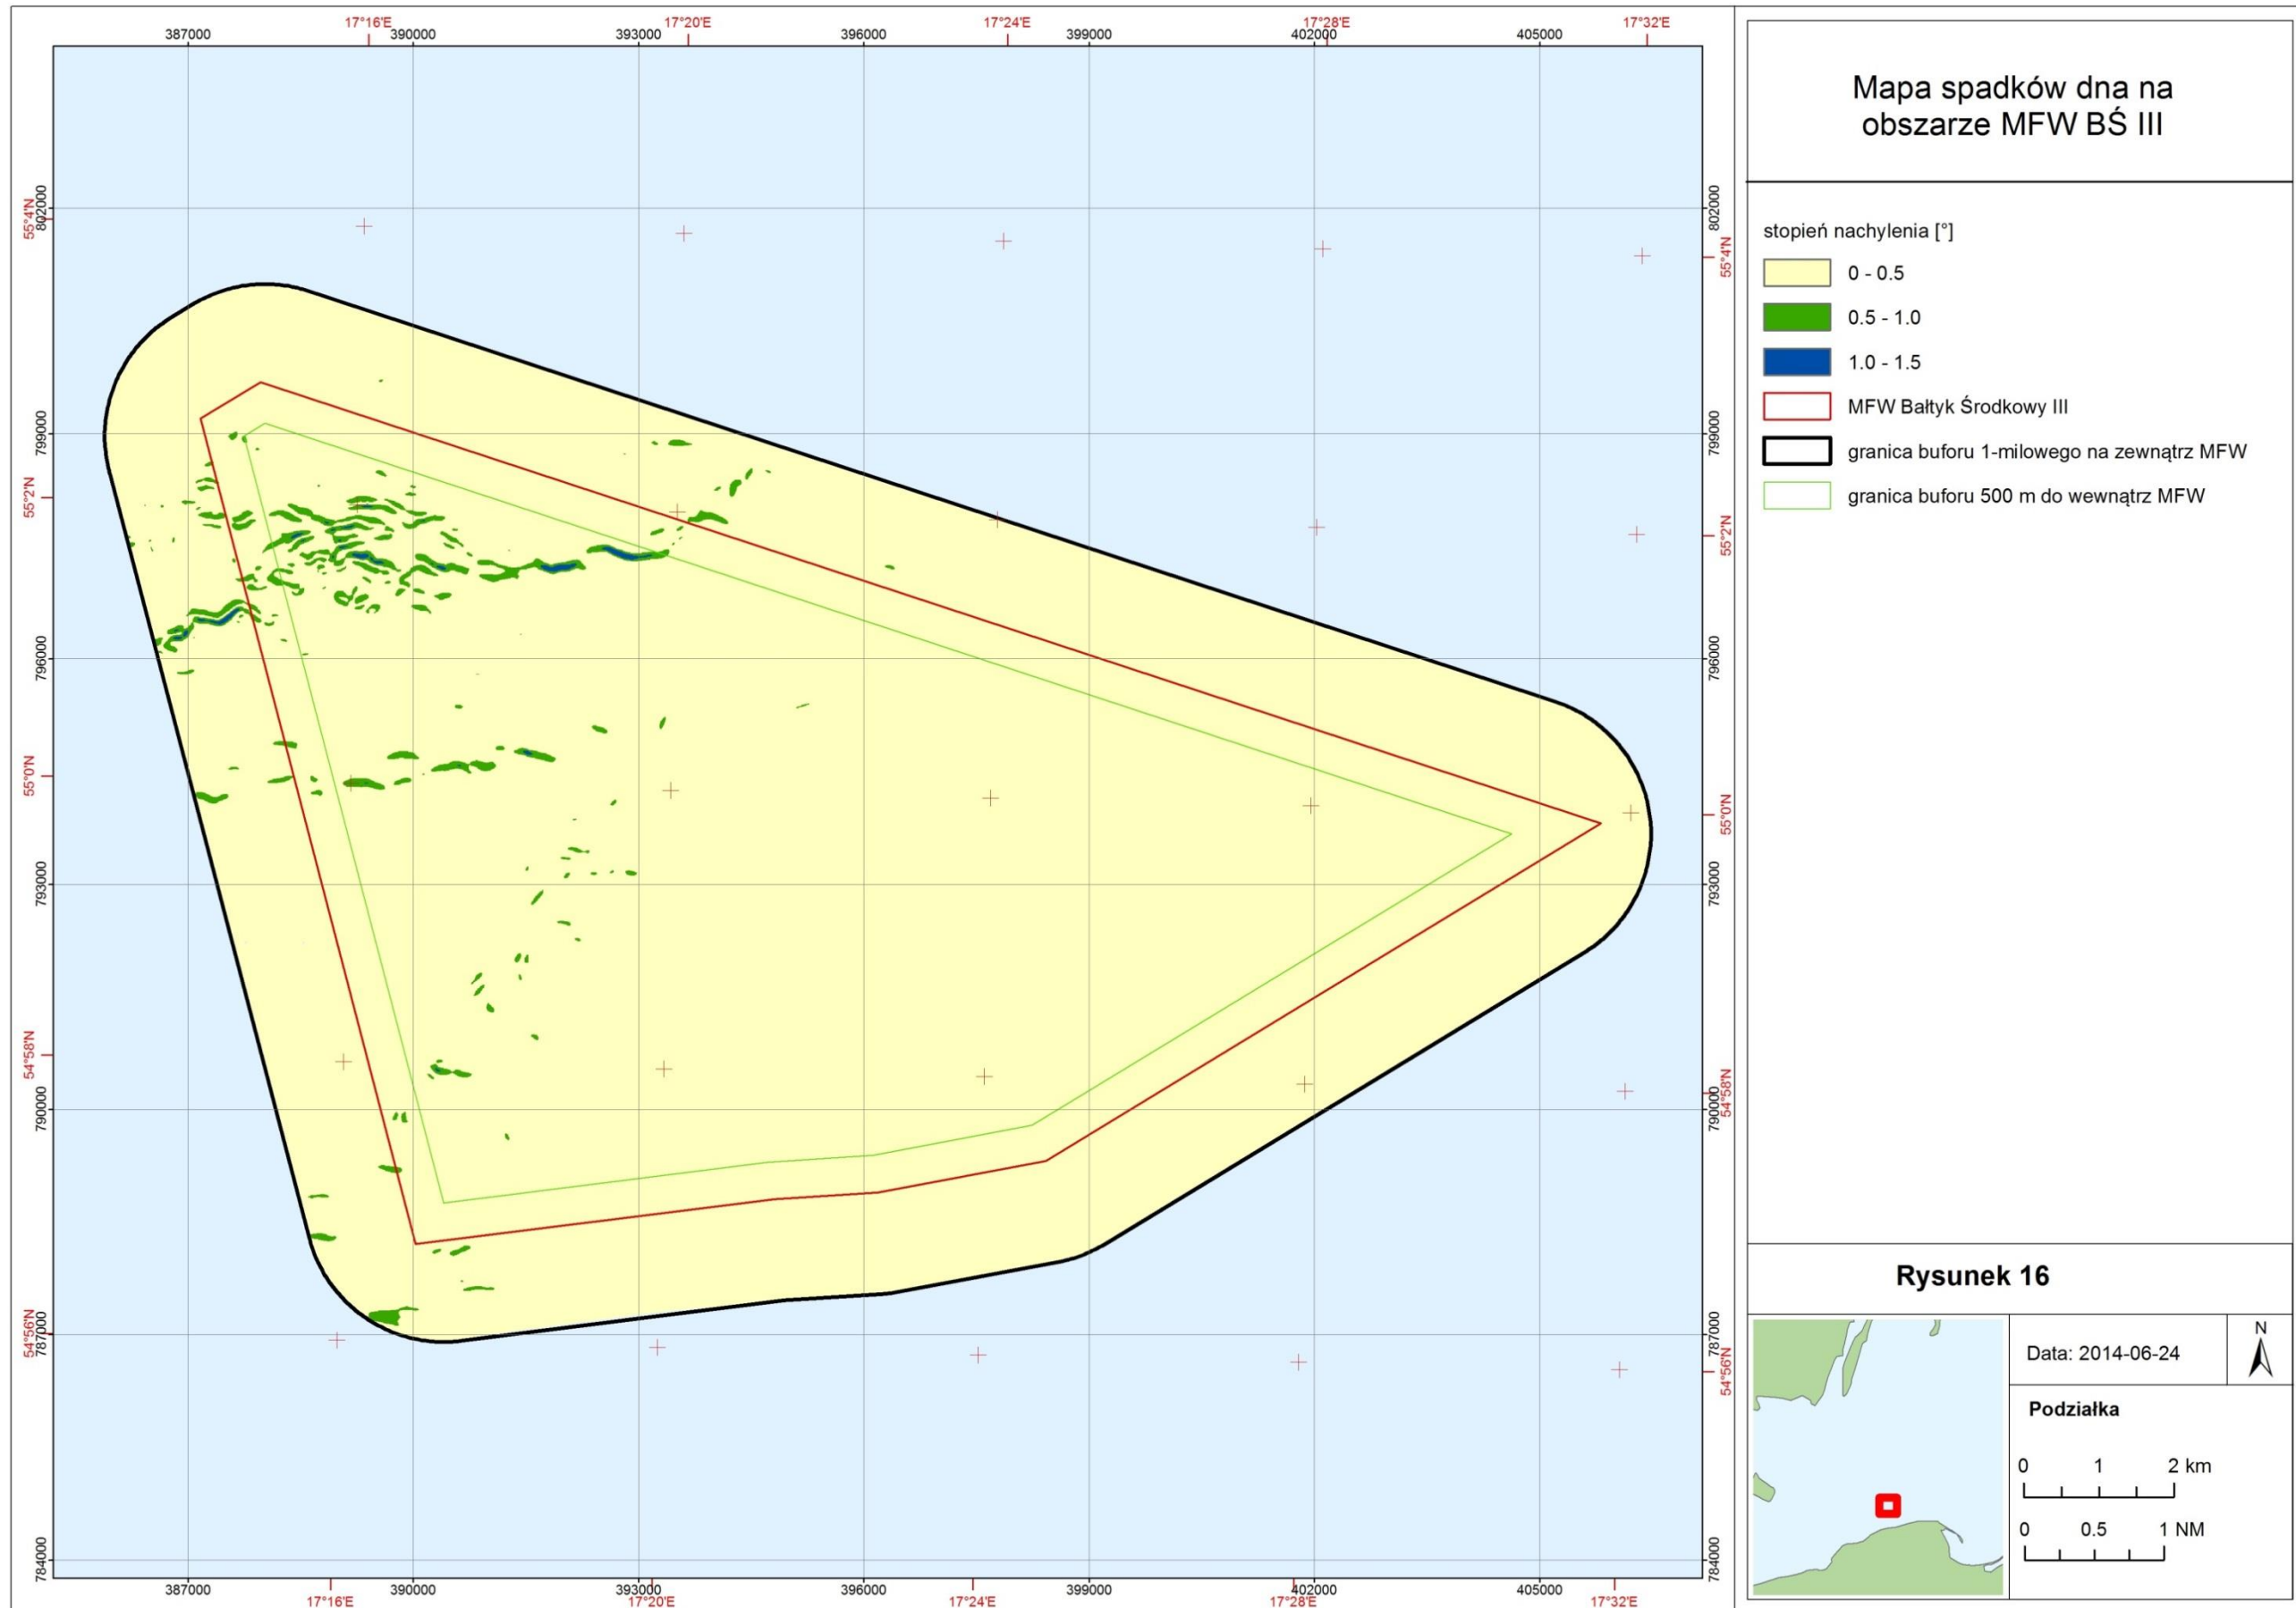 17°16'E 17°20'E 17°24'E 17°28'E 17°32'E
387000 390000 393000 396000 399000 402000 405000
55°4'N
802000
799000
55°2'N
796000
55°0'N
793000
54°58'N
790000
54°56'N
787000
784000
802000
55°4'N
799000
55°2'N
796000
55°0'N
793000
54°58'N
790000
787000
54°56'N
784000
387000 390000 393000 396000 399000 402000 405000
17°16'E 17°20'E 17°24'E 17°28'E 17°32'E
Mapa spadków dna na
obszarze MFW BŚ III
stopień nachylenia [°]
0 - 0.5
0.5 - 1.0
1.0 - 1.5
MFW Bałtyk Środkowy III
granica buforu 1-milowego na zewnątrz MFW
granica buforu 500 m do wewnątrz MFW
Rysunek 16
Data: 2014-06-24
N
Podziałka
0 1 2 km
0 0.5 1 NM